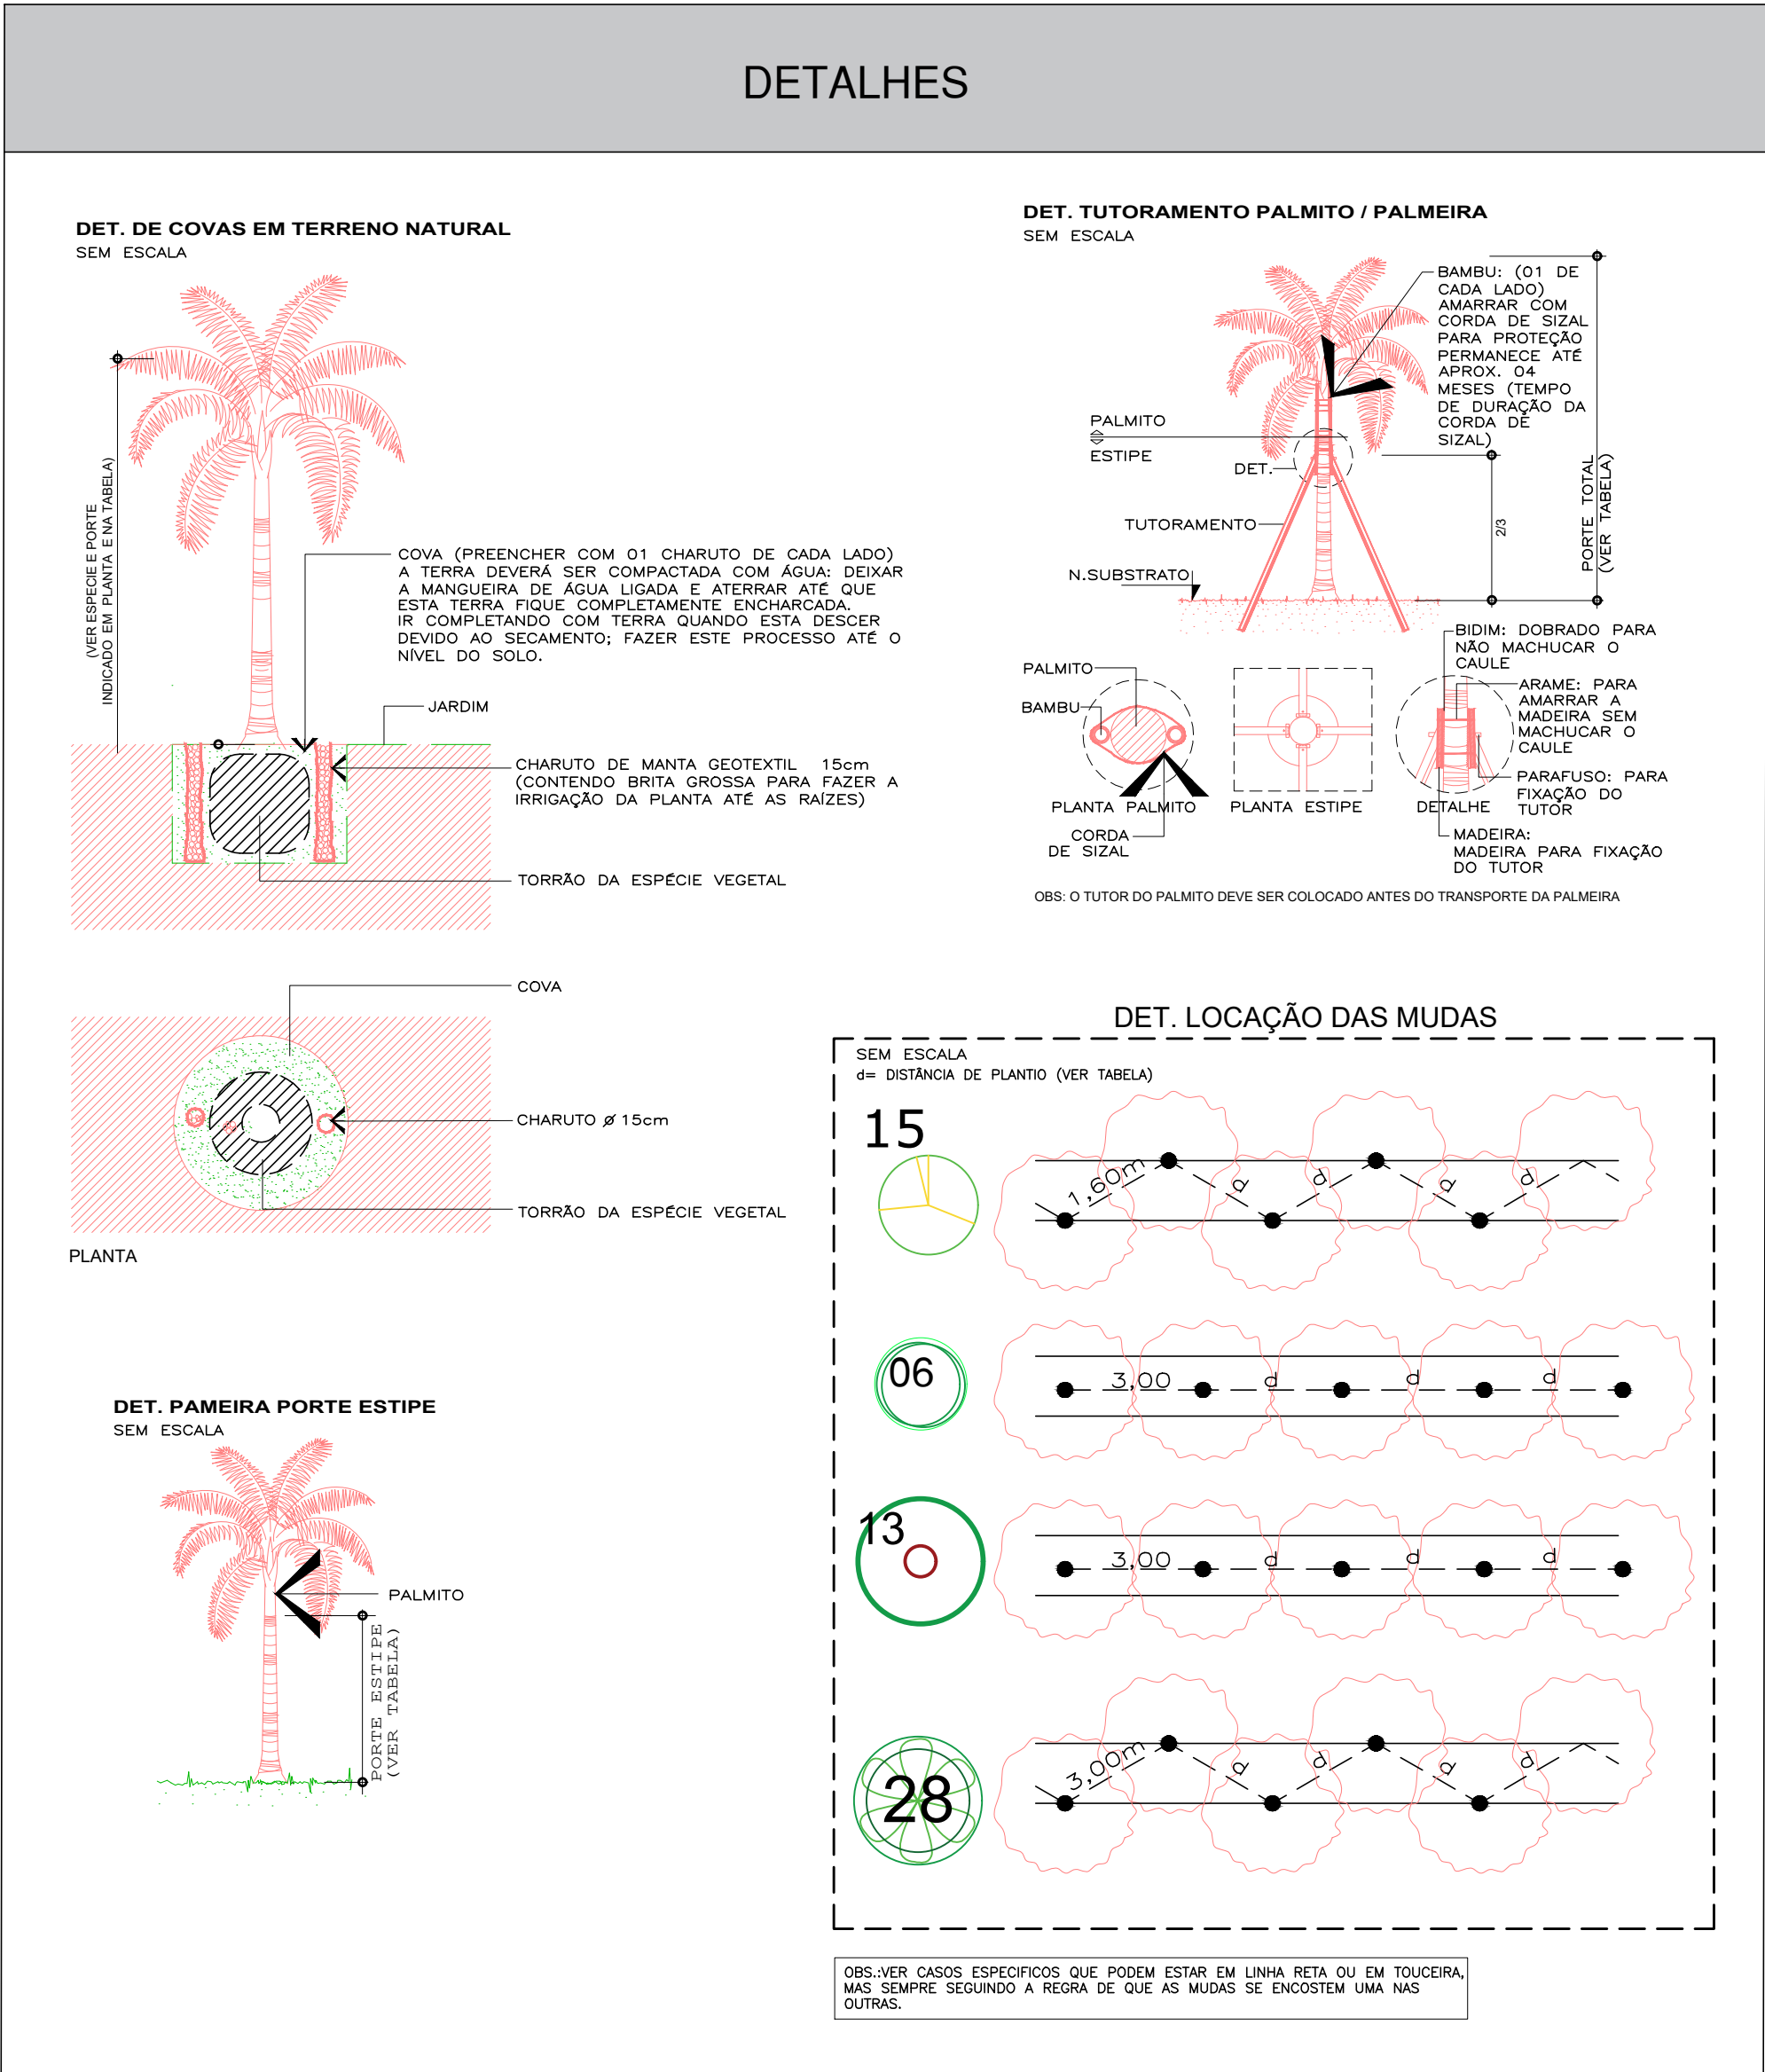 DETALHES
DET. DE COVAS EM TERRENO NATURAL
SEM ESCALA
(VER ESPECIE E PORTE
INDICADO EM PLANTA E NA TABELA)
COVA (PREENCHER COM 01 CHARUTO DE CADA LADO)
A TERRA DEVERÁ SER COMPACTADA COM ÁGUA: DEIXAR
A MANGUEIRA DE ÁGUA LIGADA E ATERRAR ATÉ QUE
ESTA TERRA FIQUE COMPLETAMENTE ENCHARCADA.
IR COMPLETANDO COM TERRA QUANDO ESTA DESCER
DEVIDO AO SECAMENTO; FAZER ESTE PROCESSO ATÉ O
NÍVEL DO SOLO.
JARDIM
CHARUTO DE MANTA GEOTEXTIL 15cm
(CONTENDO BRITA GROSSA PARA FAZER A
IRRIGAÇÃO DA PLANTA ATÉ AS RAÍZES)
TORRÃO DA ESPÉCIE VEGETAL
COVA
CHARUTO Ø 15cm
TORRÃO DA ESPÉCIE VEGETAL
PLANTA
DET. PAMEIRA PORTE ESTIPE
SEM ESCALA
PALMITO
PORTE ESTIPE
(VER TABELA)
DET. TUTORAMENTO PALMITO / PALMEIRA
SEM ESCALA
BAMBU: (01 DE
CADA LADO)
AMARRAR COM
CORDA DE SIZAL
PARA PROTEÇÃO
PERMANECE ATÉ
APROX. 04
MESES (TEMPO
DE DURAÇÃO DA
CORDA DE
SIZAL)
PALMITO
ESTIPE
DET.
TUTORAMENTO
N.SUBSTRATO
2/3
PORTE TOTAL
(VER TABELA)
PALMITO
BAMBU
PLANTA PALMITO
CORDA
DE SIZAL
PLANTA ESTIPE
BIDIM: DOBRADO PARA
NÃO MACHUCAR O
CAULE
ARAME: PARA
AMARRAR A
MADEIRA SEM
MACHUCAR O
CAULE
PARAFUSO: PARA
FIXAÇÃO DO
TUTOR
DETALHE
MADEIRA:
MADEIRA PARA FIXAÇÃO
DO TUTOR
OBS: O TUTOR DO PALMITO DEVE SER COLOCADO ANTES DO TRANSPORTE DA PALMEIRA
DET. LOCAÇÃO DAS MUDAS
SEM ESCALA
d= DISTÂNCIA DE PLANTIO (VER TABELA)
15
1,60m d d d d
06
3,00 d d d
13
3,00 d d d
28
3,00m d d d d
OBS.:VER CASOS ESPECIFICOS QUE PODEM ESTAR EM LINHA RETA OU EM TOUCEIRA,
MAS SEMPRE SEGUINDO A REGRA DE QUE AS MUDAS SE ENCOSTEM UMA NAS
OUTRAS.